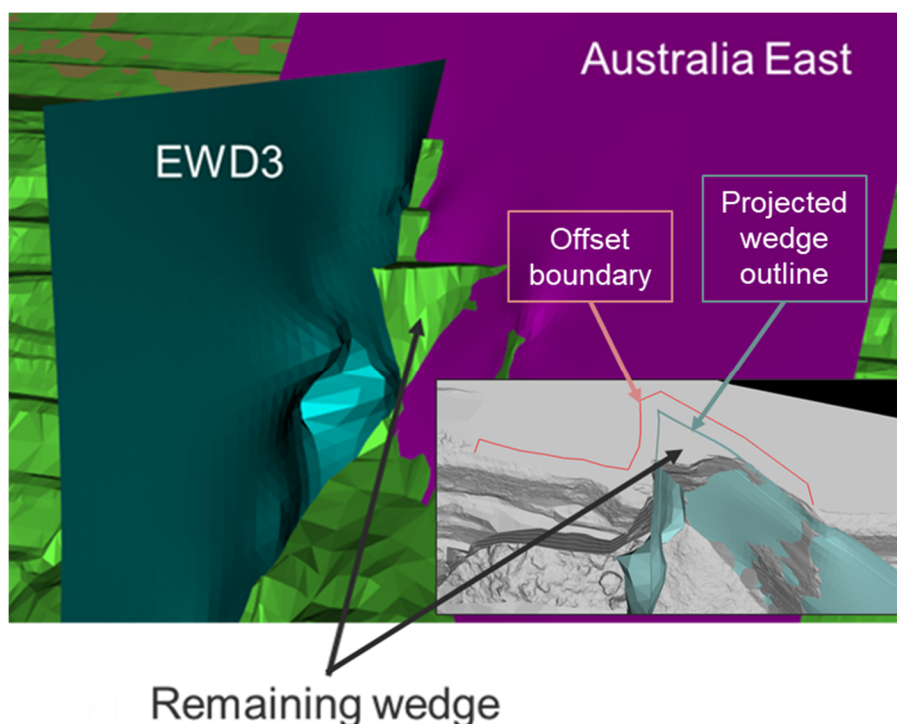 Australia East
EWD3
Offset
boundary
Projected
wedge
outline
Remaining wedge